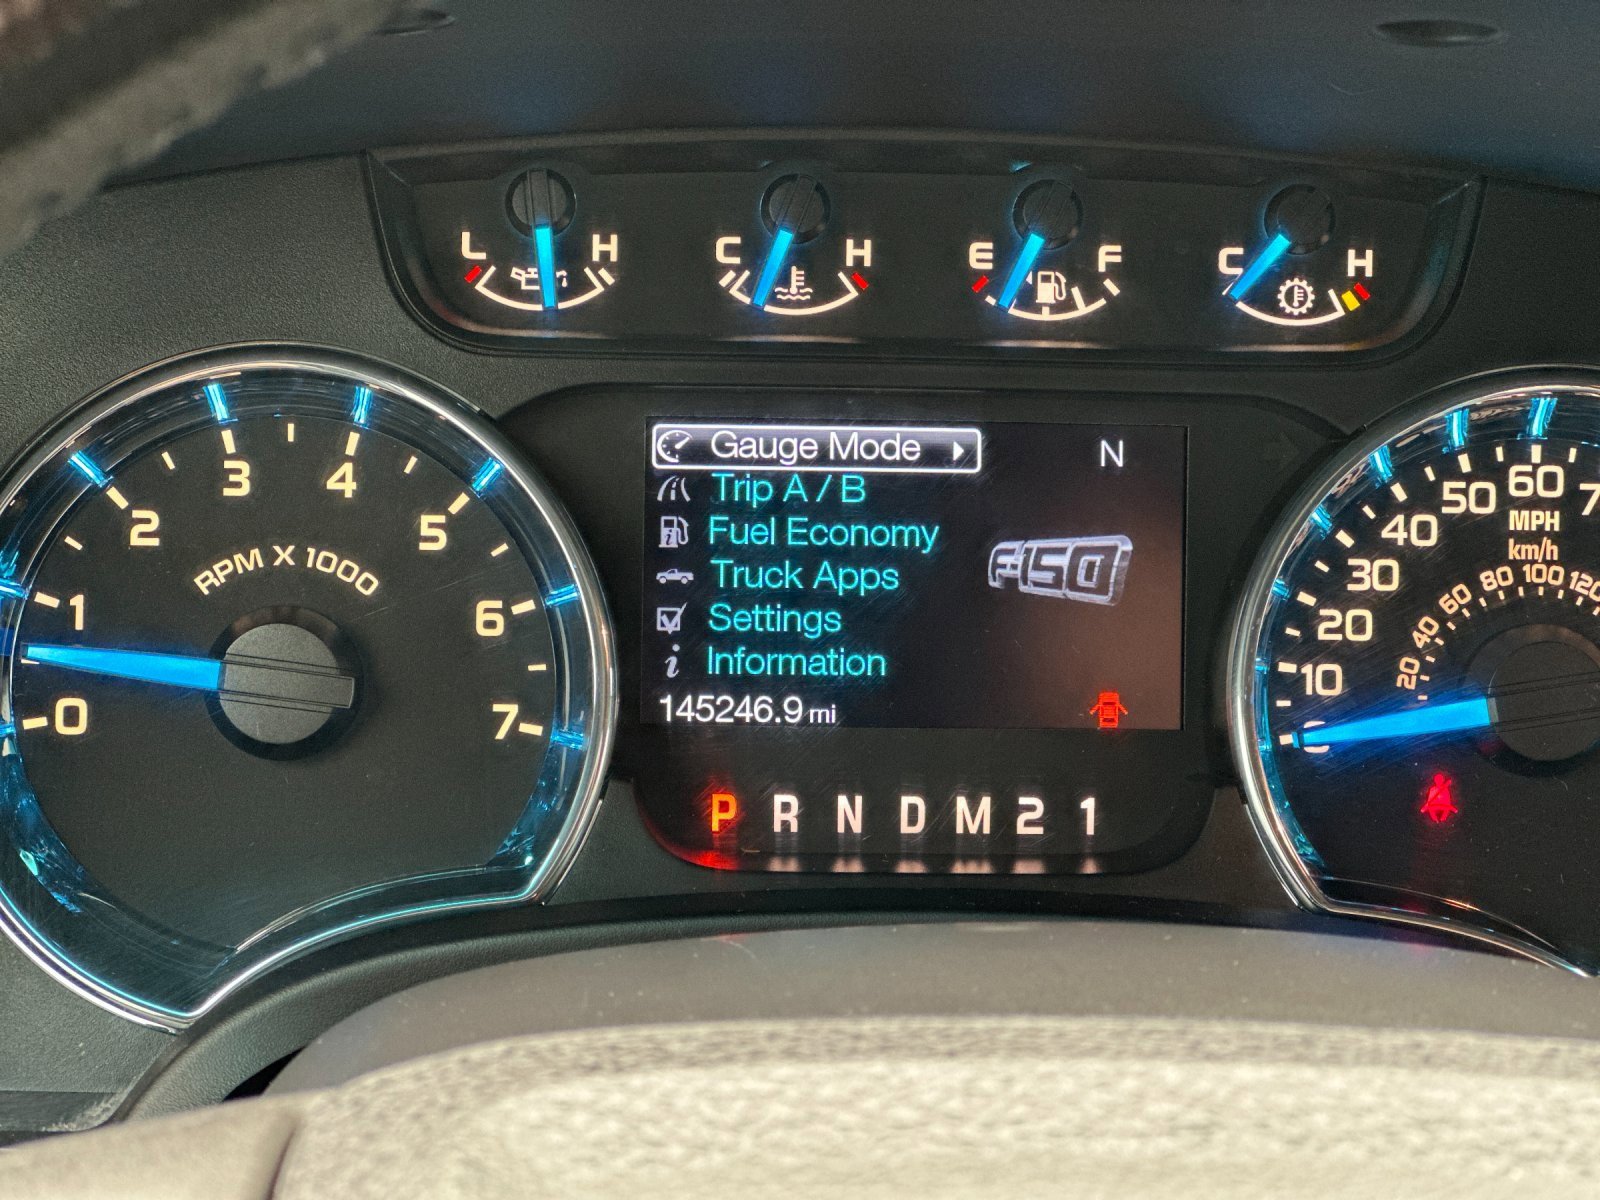 L H C H E F C H
Gauge Mode
N
Trip A / B
Fuel Economy
Truck Apps
Settings
Information
F-150
145246.9 mi
P R N D M 2 1
0 1 2 3 4 5 6 7
RPM X 1000
0 10 20 30 40 50 60
MPH
km/h
20 40 60 80 100 120